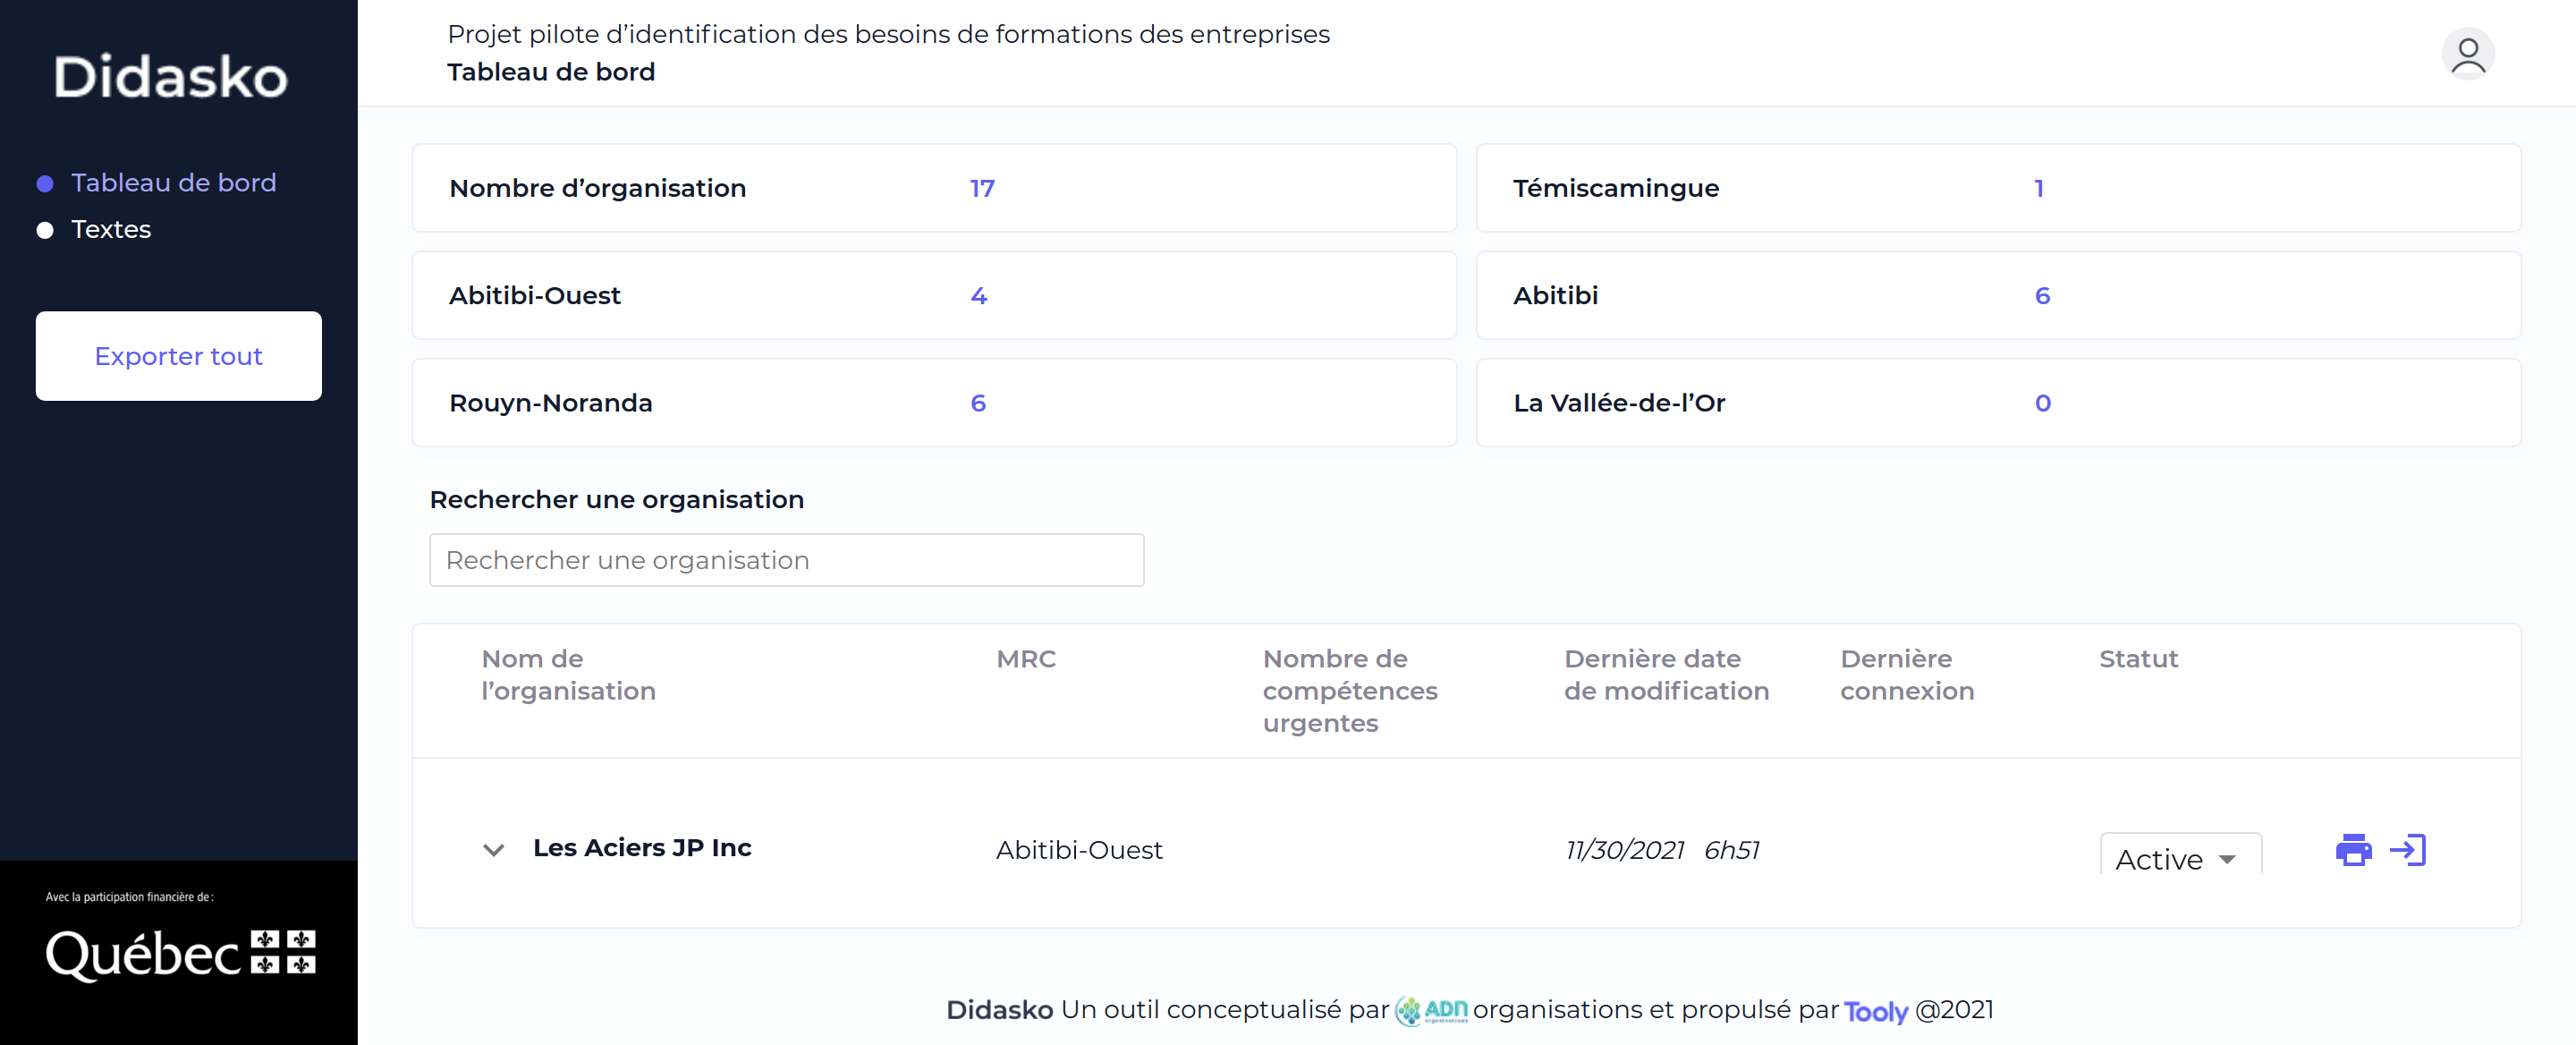 Didasko
Tableau de bord
Textes
Exporter tout
Avec la participation financière de :
Québec
Projet pilote d’identification des besoins de formations des entreprises
Tableau de bord
Nombre d’organisation 17
Témiscamingue 1
Abitibi-Ouest 4
Abitibi 6
Rouyn-Noranda 6
La Vallée-de-l’Or 0
Rechercher une organisation
Rechercher une organisation
Nom de
l’organisation
MRC
Nombre de
compétences
urgentes
Dernière date
de modification
Dernière
connexion
Statut
Les Aciers JP Inc
Abitibi-Ouest
11/30/2021 6h51
Active
Didasko Un outil conceptualisé par ADN organisations organisations et propulsé par Tooly @2021